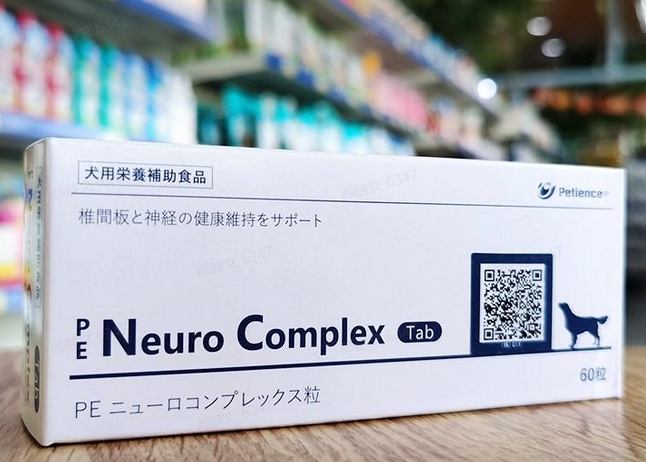 犬用栄養補助食品
Petience
椎間板と神経の健康維持をサポート
PE Neuro Complex Tab
PE ニューロコンプレックス粒
60粒